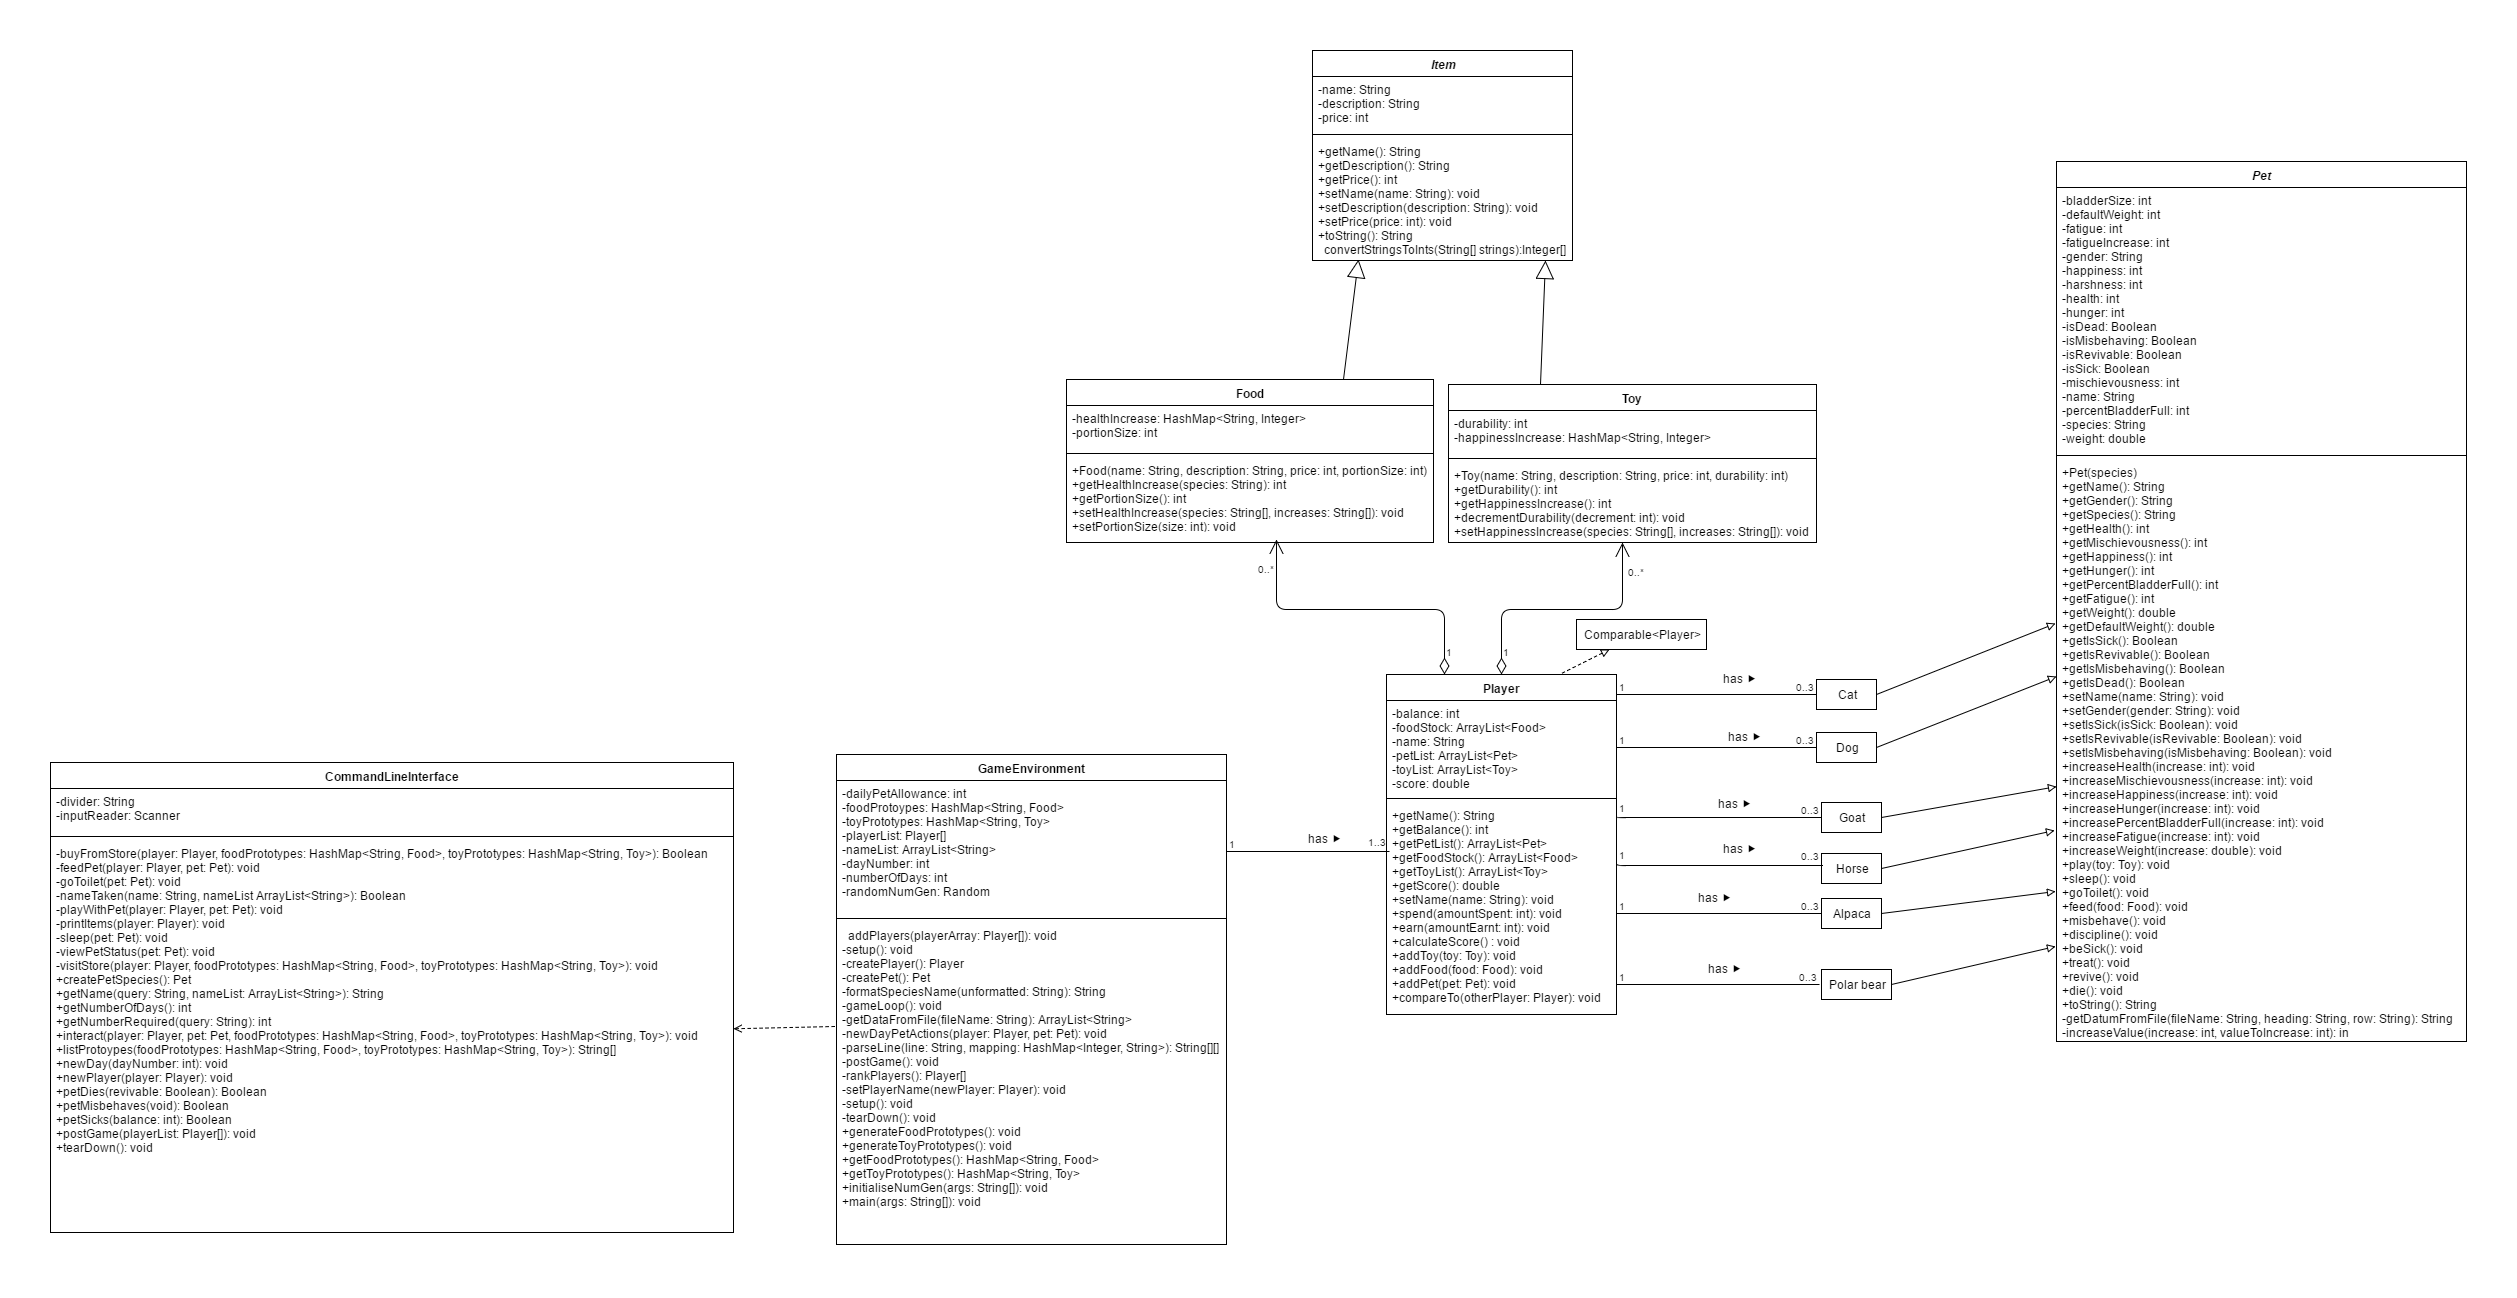 Item
-name: String
-description: String
-price: int
+getName(): String
+getDescription(): String
+getPrice(): int
+setName(name: String): void
+setDescription(description: String): void
+setPrice(price: int): void
+toString(): String
convertStringsToInts(String[] strings):Integer[]
Food
-healthIncrease: HashMap<String, Integer>
-portionSize: int
+Food(name: String, description: String, price: int, portionSize: int)
+getHealthIncrease(species: String): int
+getPortionSize(): int
+setHealthIncrease(species: String[], increases: String[]): void
+setPortionSize(size: int): void
0..*
1
Toy
-durability: int
-happinessIncrease: HashMap<String, Integer>
+Toy(name: String, description: String, price: int, durability: int)
+getDurability(): int
+getHappinessIncrease(): int
+decrementDurability(decrement: int): void
+setHappinessIncrease(species: String[], increases: String[]): void
0..*
1
Comparable<Player>
CommandLineInterface
-divider: String
-inputReader: Scanner
-buyFromStore(player: Player, foodPrototypes: HashMap<String, Food>, toyPrototypes: HashMap<String, Toy>): Boolean
-feedPet(player: Player, pet: Pet): void
-goToilet(pet: Pet): void
-nameTaken(name: String, nameList ArrayList<String>): Boolean
-playWithPet(player: Player, pet: Pet): void
-printItems(player: Player): void
-sleep(pet: Pet): void
-viewPetStatus(pet: Pet): void
-visitStore(player: Player, foodPrototypes: HashMap<String, Food>, toyPrototypes: HashMap<String, Toy>): void
+createPetSpecies(): Pet
+getName(query: String, nameList: ArrayList<String>): String
+getNumberOfDays(): int
+getNumberRequired(query: String): int
+interact(player: Player, pet: Pet, foodPrototypes: HashMap<String, Food>, toyPrototypes: HashMap<String, Toy>): void
+listProtoypes(foodPrototypes: HashMap<String, Food>, toyPrototypes: HashMap<String, Toy>): String[]
+newDay(dayNumber: int): void
+newPlayer(player: Player): void
+petDies(revivable: Boolean): Boolean
+petMisbehaves(void): Boolean
+petSicks(balance: int): Boolean
+postGame(playerList: Player[]): void
+tearDown(): void
GameEnvironment
-dailyPetAllowance: int
-foodProtoypes: HashMap<String, Food>
-toyPrototypes: HashMap<String, Toy>
-playerList: Player[]
-nameList: ArrayList<String>
-dayNumber: int
-numberOfDays: int
-randomNumGen: Random
addPlayers(playerArray: Player[]): void
-setup(): void
-createPlayer(): Player
-createPet(): Pet
-formatSpeciesName(unformatted: String): String
-gameLoop(): void
-getDataFromFile(fileName: String): ArrayList<String>
-newDayPetActions(player: Player, pet: Pet): void
-parseLine(line: String, mapping: HashMap<Integer, String>): String[][]
-postGame(): void
-rankPlayers(): Player[]
-setPlayerName(newPlayer: Player): void
-setup(): void
-tearDown(): void
+generateFoodPrototypes(): void
+generateToyPrototypes(): void
+getFoodPrototypes(): HashMap<String, Food>
+getToyPrototypes(): HashMap<String, Toy>
+initialiseNumGen(args: String[]): void
+main(args: String[]): void
1 has ▶ 1..3
Player
-balance: int
-foodStock: ArrayList<Food>
-name: String
-petList: ArrayList<Pet>
-toyList: ArrayList<Toy>
-score: double
+getName(): String
+getBalance(): int
+getPetList(): ArrayList<Pet>
+getFoodStock(): ArrayList<Food>
+getToyList(): ArrayList<Toy>
+getScore(): double
+setName(name: String): void
+spend(amountSpent: int): void
+earn(amountEarnt: int): void
+calculateScore() : void
+addToy(toy: Toy): void
+addFood(food: Food): void
+addPet(pet: Pet): void
+compareTo(otherPlayer: Player): void
1 has ▶ 0..3 Cat
1 has ▶ 0..3 Dog
1 has ▶ 0..3 Goat
1 has ▶ 0..3 Horse
1 has ▶ 0..3 Alpaca
1 has ▶ 0..3 Polar bear
Pet
-bladderSize: int
-defaultWeight: int
-fatigue: int
-fatigueIncrease: int
-gender: String
-happiness: int
-harshness: int
-health: int
-hunger: int
-isDead: Boolean
-isMisbehaving: Boolean
-isRevivable: Boolean
-isSick: Boolean
-mischievousness: int
-name: String
-percentBladderFull: int
-species: String
-weight: double
+Pet(species)
+getName(): String
+getGender(): String
+getSpecies(): String
+getHealth(): int
+getMischievousness(): int
+getHappiness(): int
+getHunger(): int
+getPercentBladderFull(): int
+getFatigue(): int
+getWeight(): double
+getDefaultWeight(): double
+getIsSick(): Boolean
+getIsRevivable(): Boolean
+getIsMisbehaving(): Boolean
+getIsDead(): Boolean
+setName(name: String): void
+setGender(gender: String): void
+setIsSick(isSick: Boolean): void
+setIsRevivable(isRevivable: Boolean): void
+setIsMisbehaving(isMisbehaving: Boolean): void
+increaseHealth(increase: int): void
+increaseMischievousness(increase: int): void
+increaseHappiness(increase: int): void
+increaseHunger(increase: int): void
+increasePercentBladderFull(increase: int): void
+increaseFatigue(increase: int): void
+increaseWeight(increase: double): void
+play(toy: Toy): void
+sleep(): void
+goToilet(): void
+feed(food: Food): void
+misbehave(): void
+discipline(): void
+beSick(): void
+treat(): void
+revive(): void
+die(): void
+toString(): String
-getDatumFromFile(fileName: String, heading: String, row: String): String
-increaseValue(increase: int, valueToIncrease: int): in